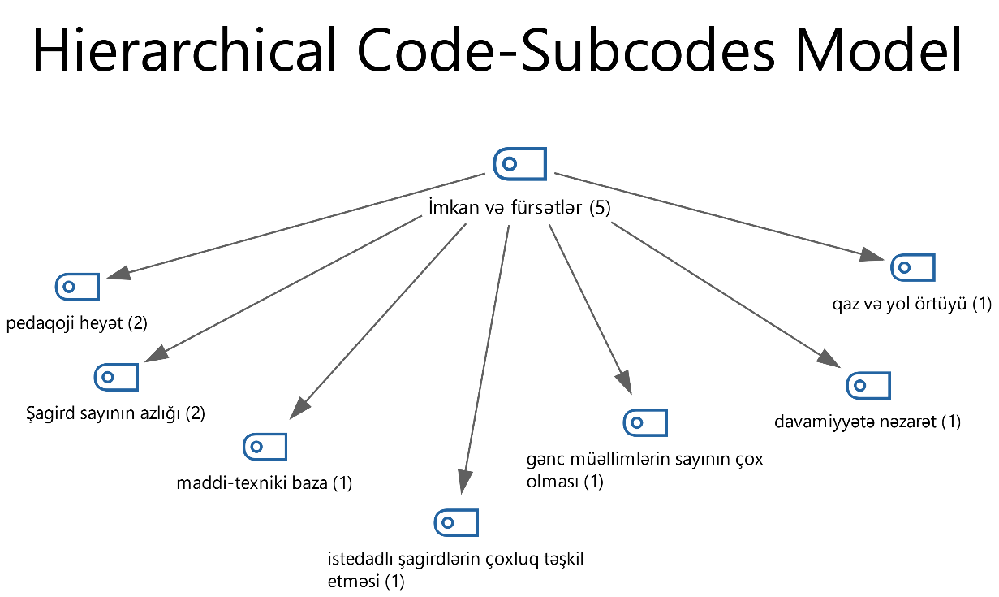 Hierarchical Code-Subcodes Model
İmkan və fürsətlər (5)
qaz və yol örtüyü (1)
pedaqoji heyət (2)
Şagird sayının azlığı (2)
davamiyyətə nəzarət (1)
maddi-texniki baza (1)
gənc müəllimlərin sayının çox
olması (1)
istedadlı şagirdlərin çoxluq təşkil
etməsi (1)